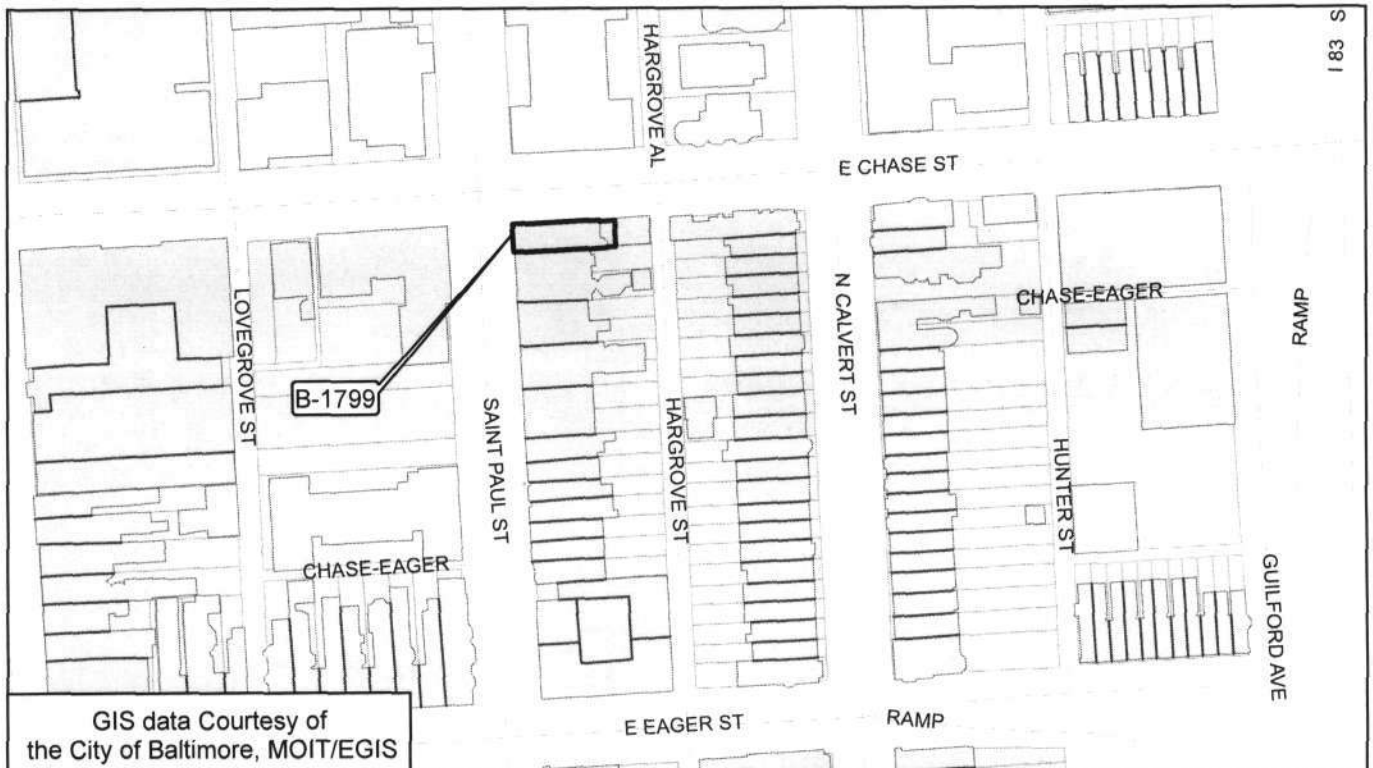 HARGROVE AL
I 83 S
E CHASE ST
LOVEGROVE ST
B-1799
SAINT PAUL ST
HARGROVE ST
N CALVERT ST
CHASE-EAGER
RAMP
HUNTER ST
CHASE-EAGER
GUILFORD AVE
E EAGER ST
RAMP
GIS data Courtesy of
the City of Baltimore, MOIT/EGIS